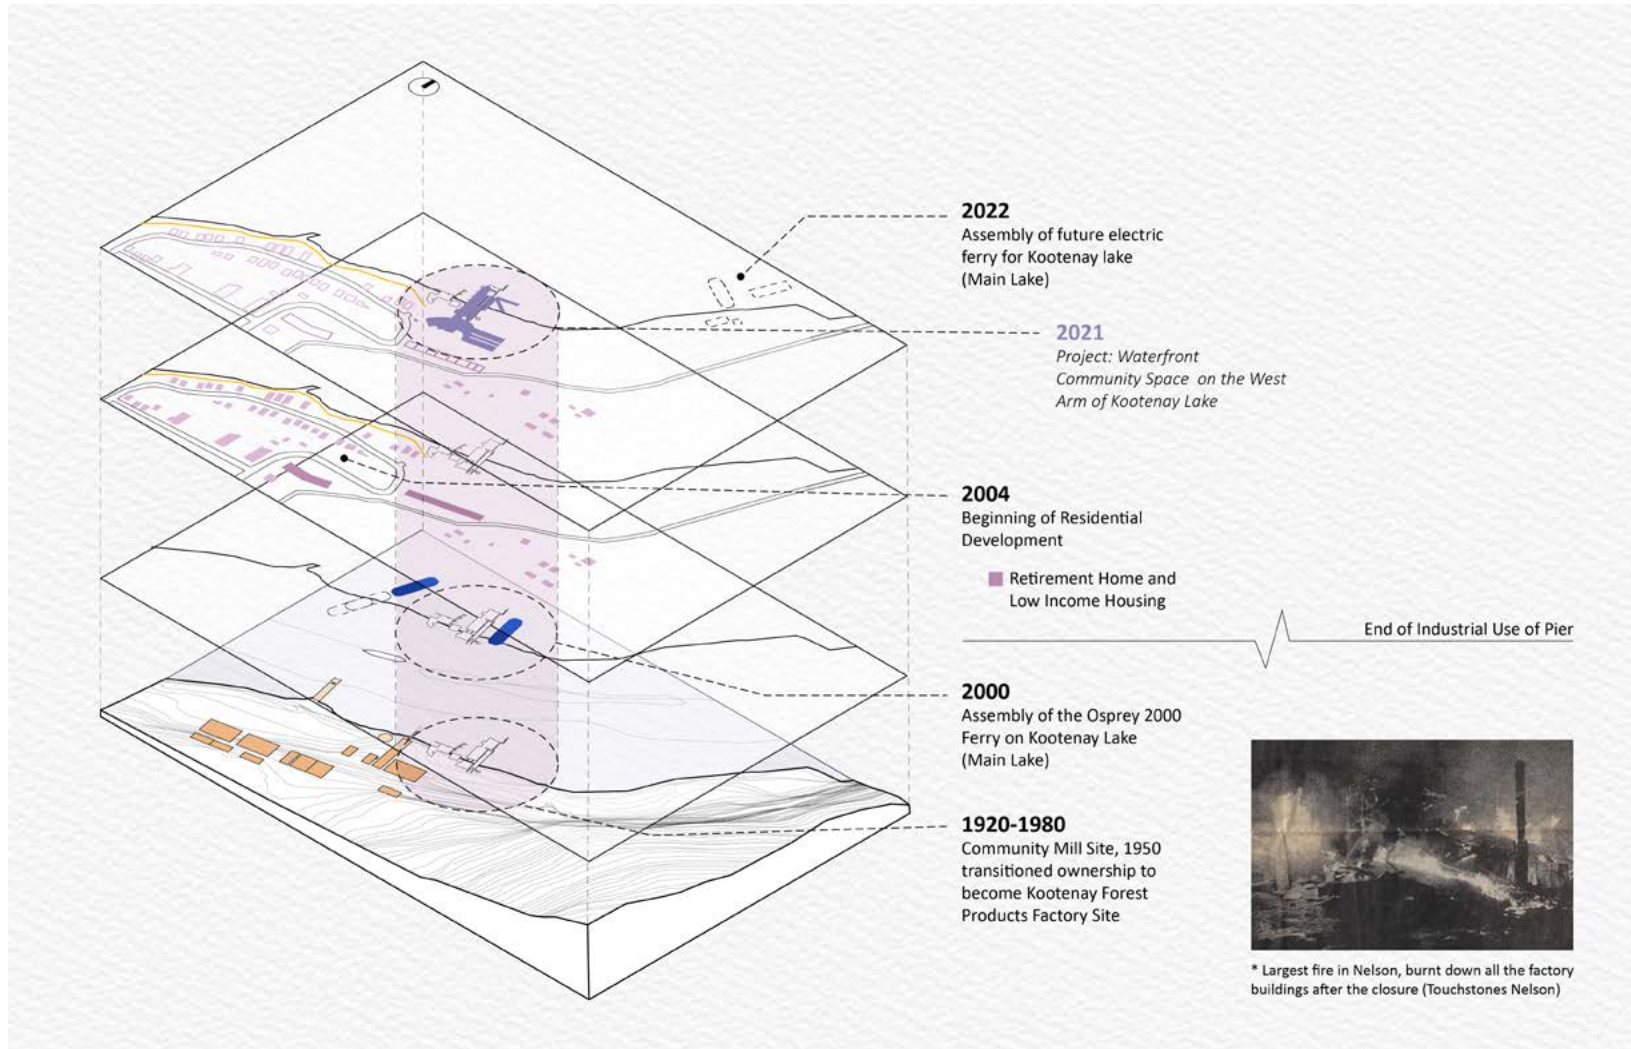 2022
Assembly of future electric
ferry for Kootenay lake
(Main Lake)
2021
Project: Waterfront
Community Space on the West
Arm of Kootenay Lake
2004
Beginning of Residential
Development
Retirement Home and
Low Income Housing
End of Industrial Use of Pier
2000
Assembly of the Osprey 2000
Ferry on Kootenay Lake
(Main Lake)
1920-1980
Community Mill Site, 1950
transitioned ownership to
become Kootenay Forest
Products Factory Site
* Largest fire in Nelson, burnt down all the factory
buildings after the closure (Touchstones Nelson)